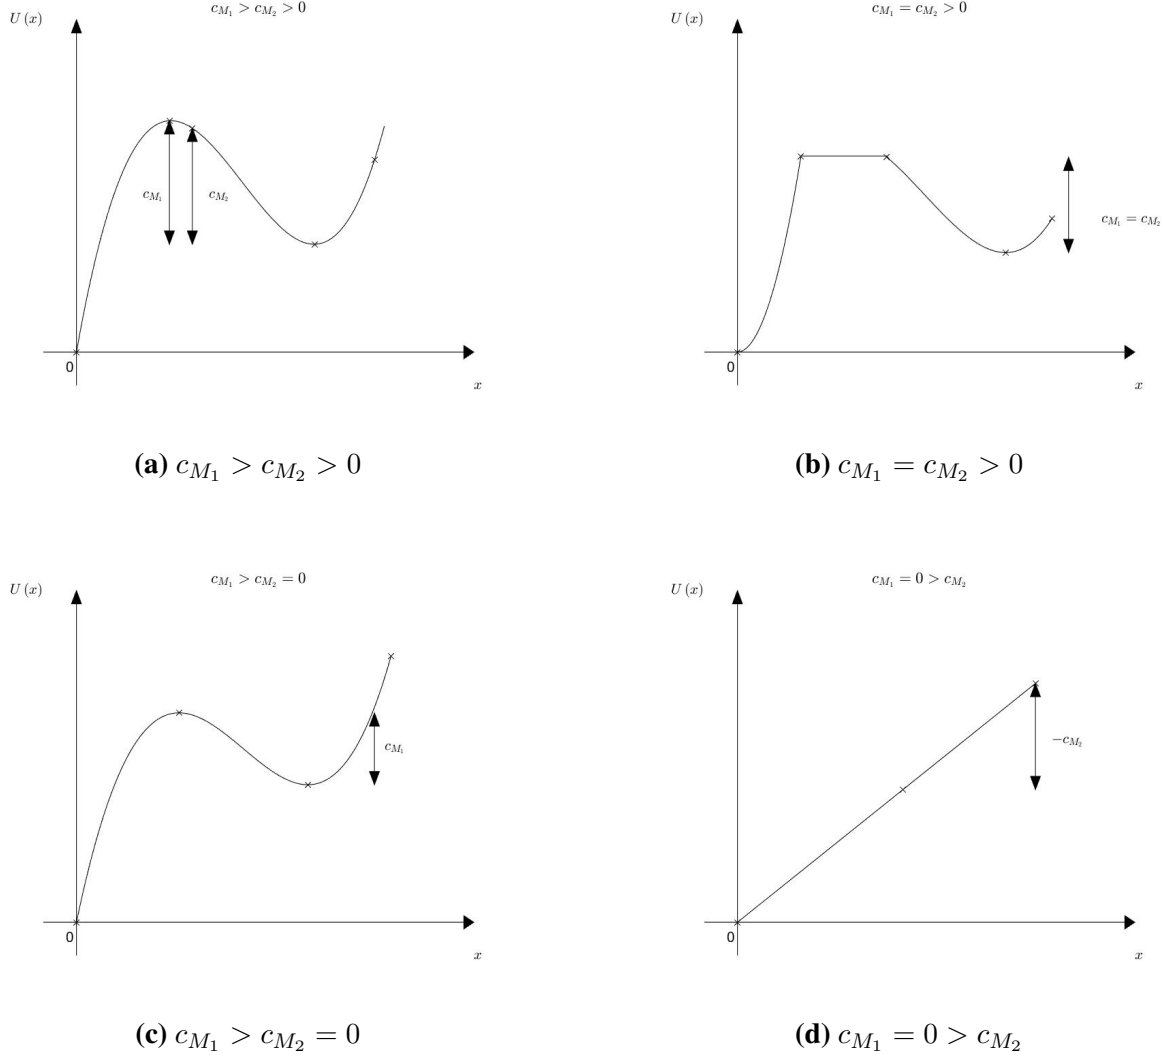 U (x) c_{M_1} > c_{M_2} > 0
c_{M_1} c_{M_2}
0
x
(a) c_{M_1} > c_{M_2} > 0
U (x) c_{M_1} = c_{M_2} > 0
c_{M_1} = c_{M_2}
0
x
(b) c_{M_1} = c_{M_2} > 0
U (x) c_{M_1} > c_{M_2} = 0
c_{M_1}
0
x
(c) c_{M_1} > c_{M_2} = 0
U (x) c_{M_1} = 0 > c_{M_2}
−c_{M_2}
0
x
(d) c_{M_1} = 0 > c_{M_2}